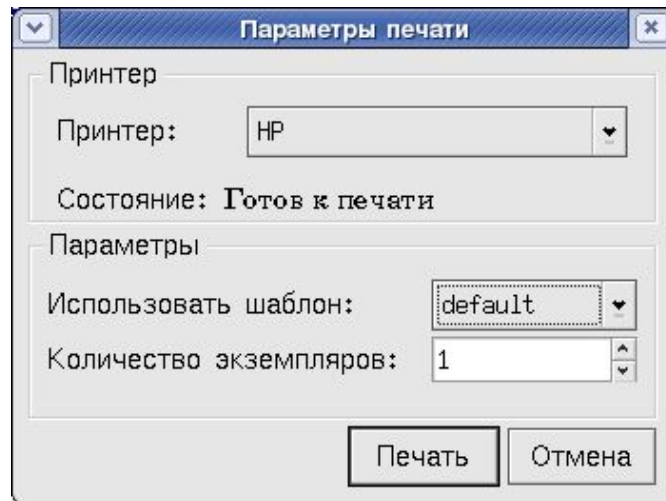 Параметры печати
Принтер
Принтер: HP
Состояние: Готов к печати
Параметры
Использовать шаблон: default
Количество экземпляров: 1
Печать Отмена